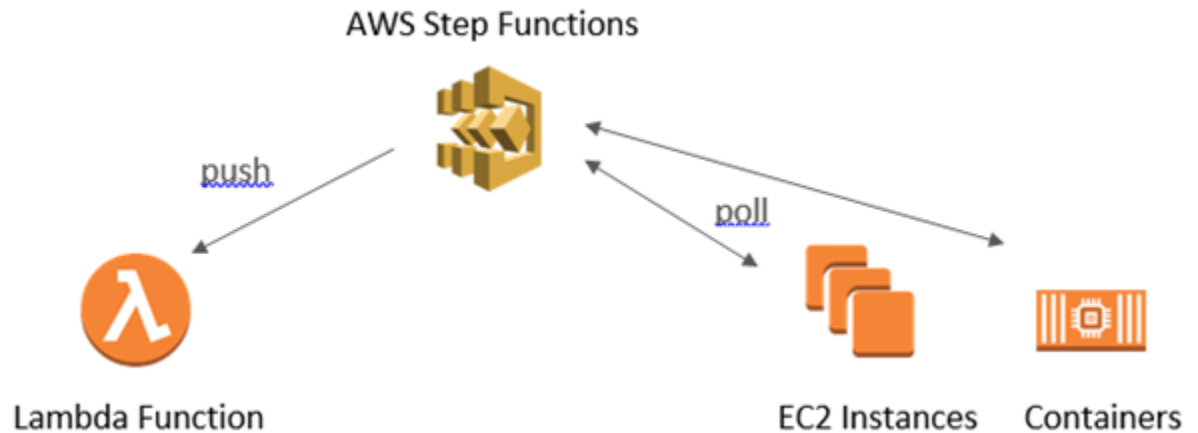 AWS Step Functions
push
poll
λ
Lambda Function
EC2 Instances
Containers